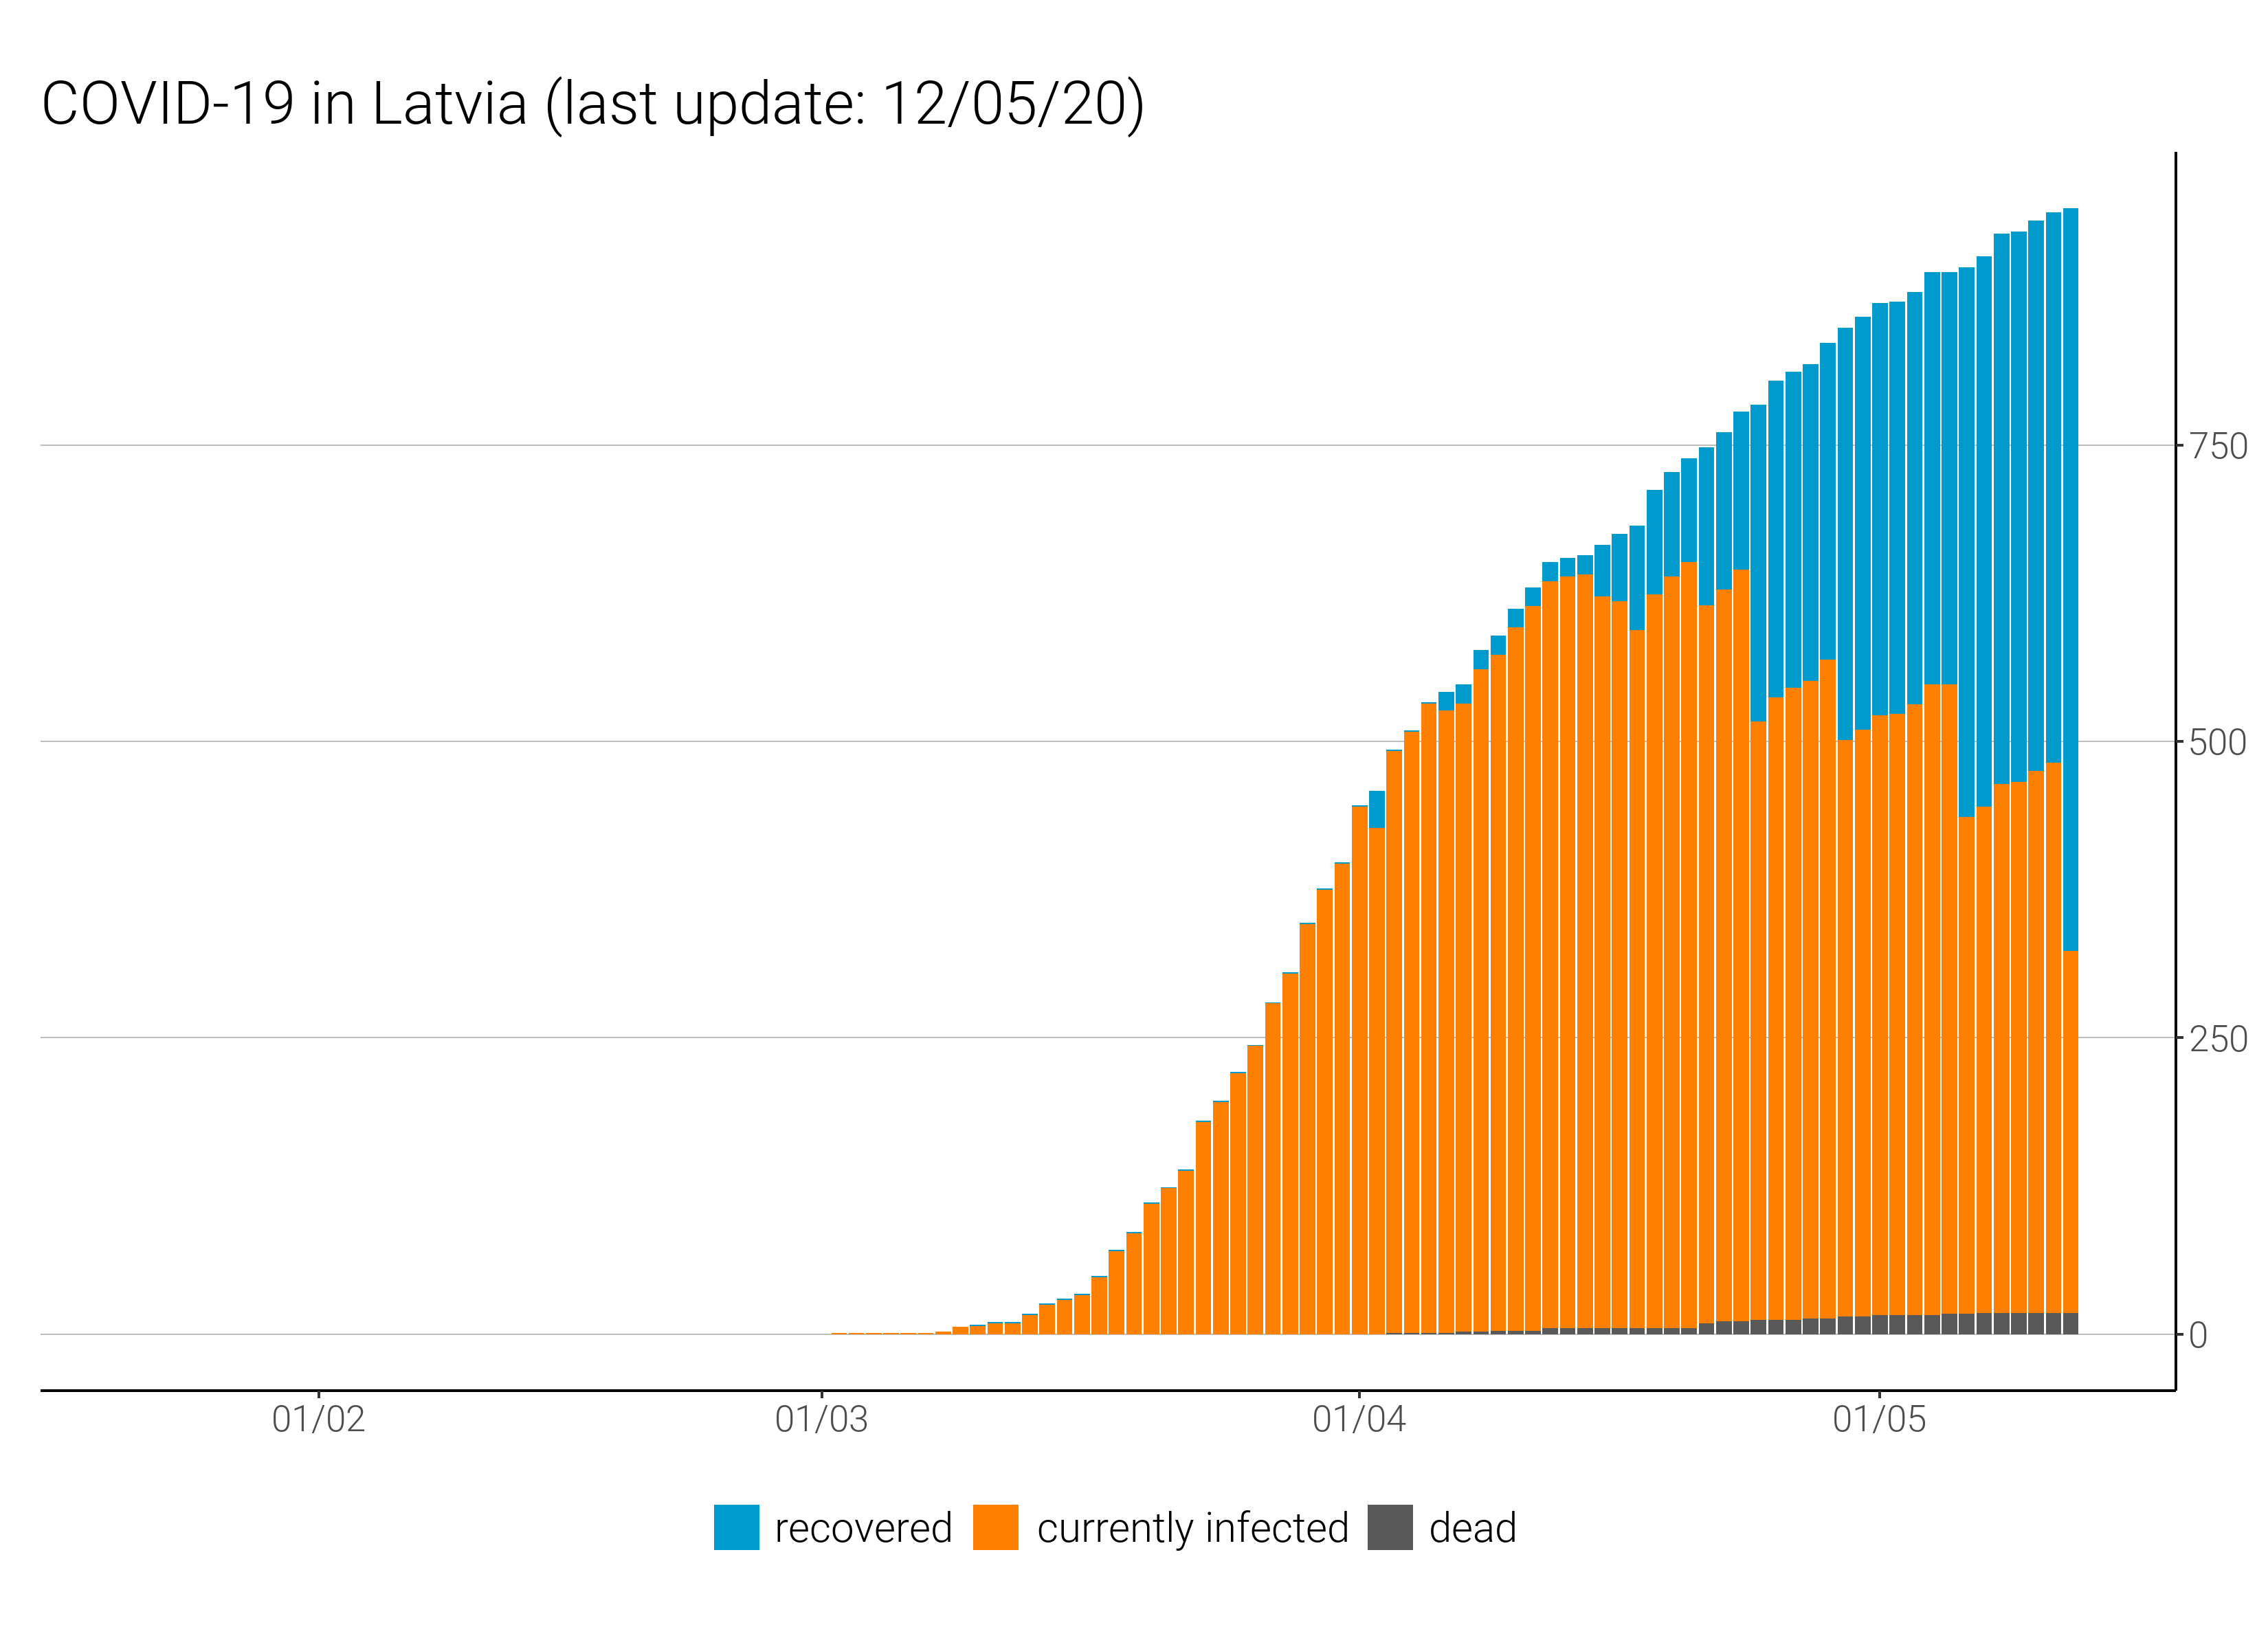 COVID-19 in Latvia (last update: 12/05/20)
750
500
250
0
01/02 01/03 01/04 01/05
recovered currently infected dead